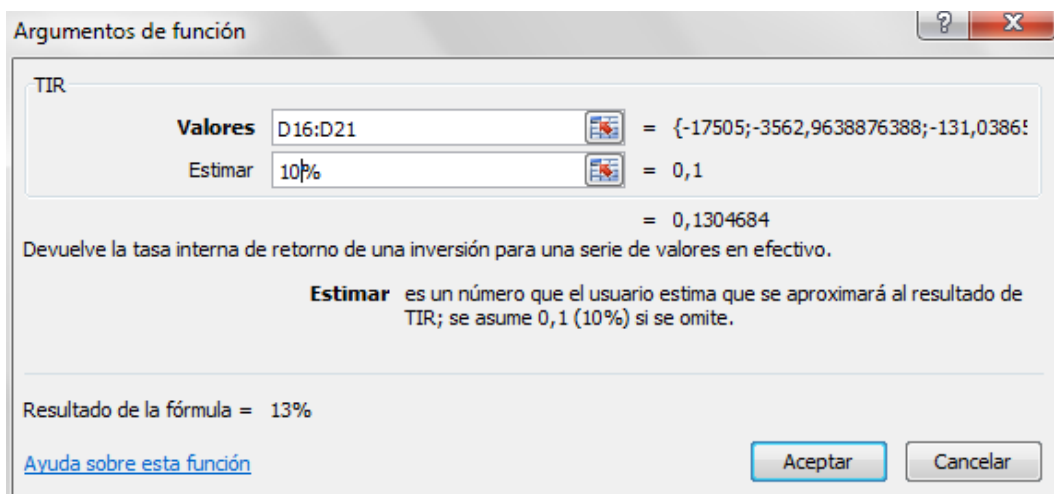 Argumentos de función
?
X
TIR
Valores D16:D21 = {-17505;-3562,9638876388;-131,03865
Estimar 10% = 0,1
= 0,1304684
Devuelve la tasa interna de retorno de una inversión para una serie de valores en efectivo.
Estimar es un número que el usuario estima que se aproximará al resultado de
TIR; se asume 0,1 (10%) si se omite.
Resultado de la fórmula = 13%
Ayuda sobre esta función
Aceptar
Cancelar